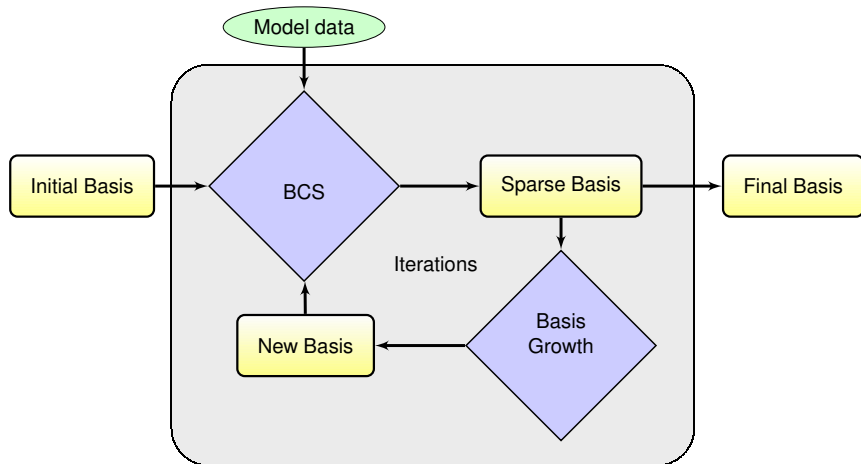 Model data
Initial Basis
BCS
Sparse Basis
Final Basis
Iterations
New Basis
Basis
Growth